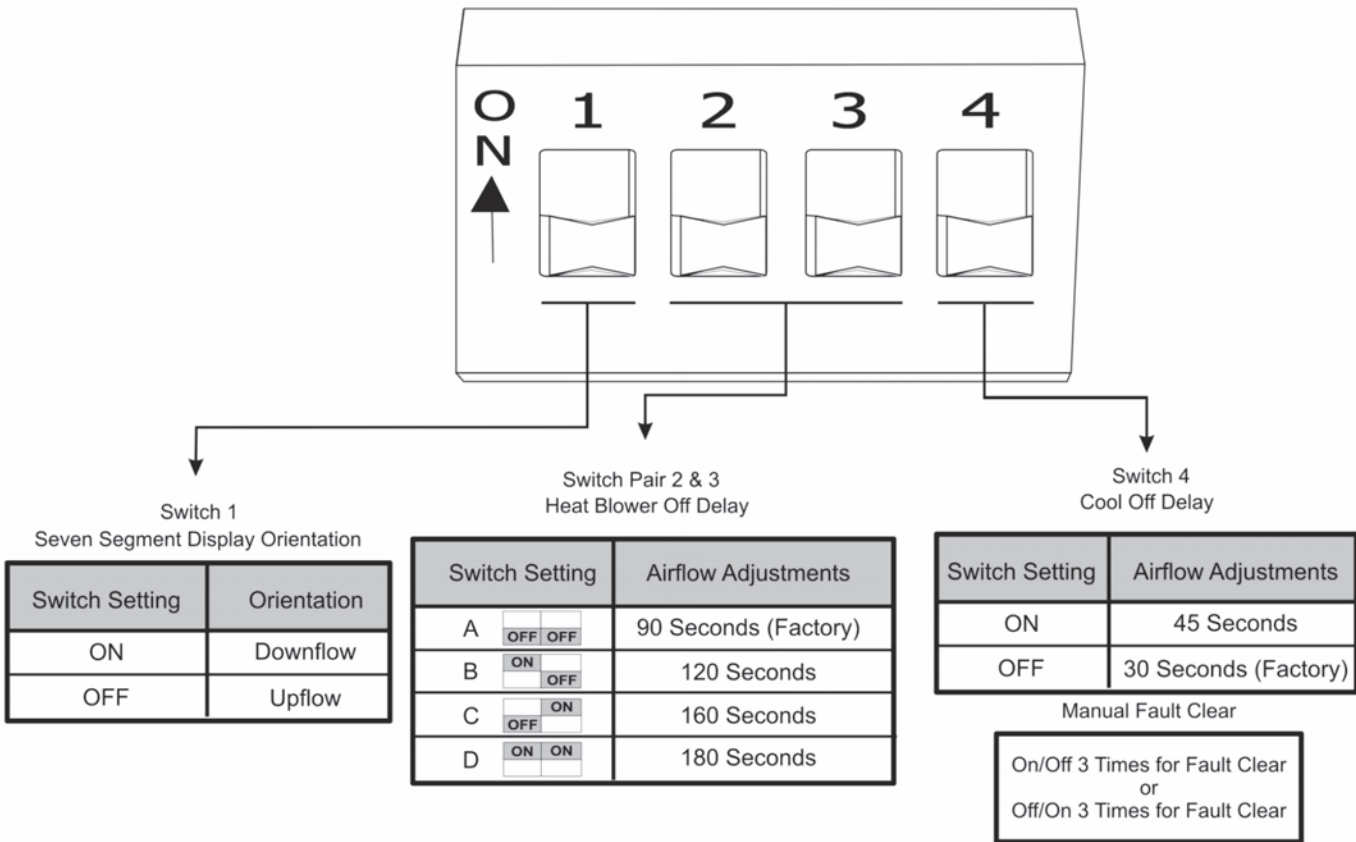 ON 1 2 3 4
Switch 1
Seven Segment Display Orientation
Switch Setting Orientation
ON Downflow
OFF Upflow
Switch Pair 2 & 3
Heat Blower Off Delay
Switch Setting Airflow Adjustments
A OFF OFF 90 Seconds (Factory)
B ON OFF 120 Seconds
C OFF ON 160 Seconds
D ON ON 180 Seconds
Switch 4
Cool Off Delay
Switch Setting Airflow Adjustments
ON 45 Seconds
OFF 30 Seconds (Factory)
Manual Fault Clear
On/Off 3 Times for Fault Clear
or
Off/On 3 Times for Fault Clear